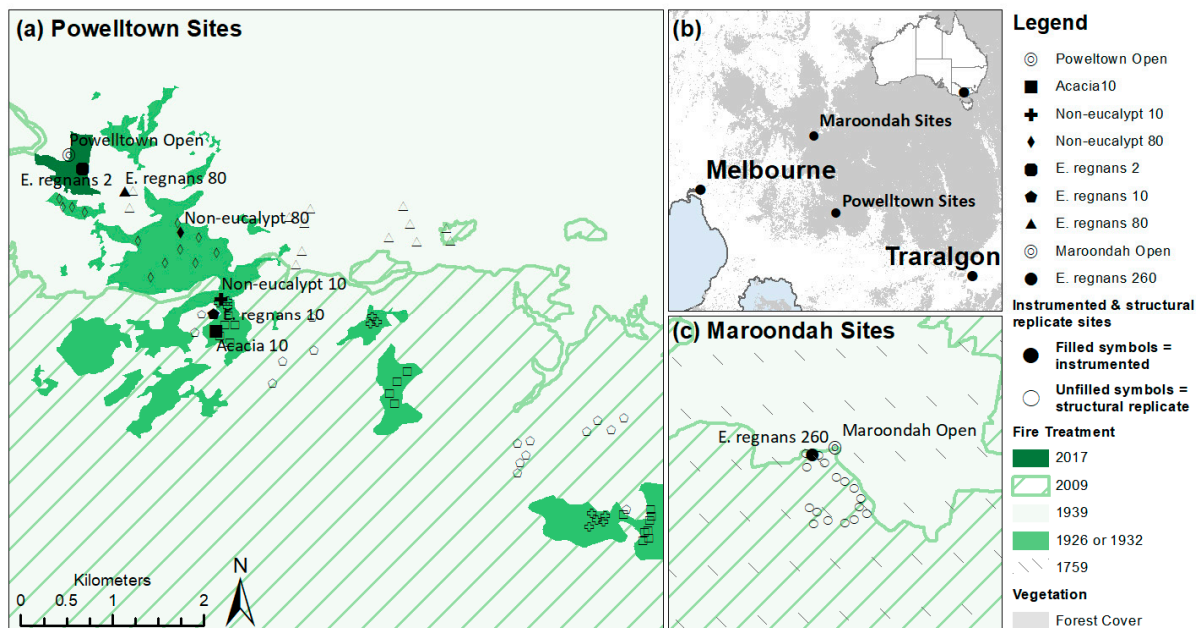 (a) Powelltown Sites
Powelltown Open
E. regnans 2
E. regnans 80
Non-eucalypt 80
Non-eucalypt 10
E. regnans 10
Acacia 10
Kilometers
0 0.5 1 2
N
(b)
Maroondah Sites
Melbourne
Powelltown Sites
Traralgon
(c) Maroondah Sites
E. regnans 260
Maroondah Open
Legend
Poweltown Open
Acacia10
Non-eucalypt 10
Non-eucalypt 80
E. regnans 2
E. regnans 10
E. regnans 80
Maroondah Open
E. regnans 260
Instrumented & structural
replicate sites
Filled symbols =
instrumented
Unfilled symbols =
structural replicate
Fire Treatment
2017
2009
1939
1926 or 1932
1759
Vegetation
Forest Cover